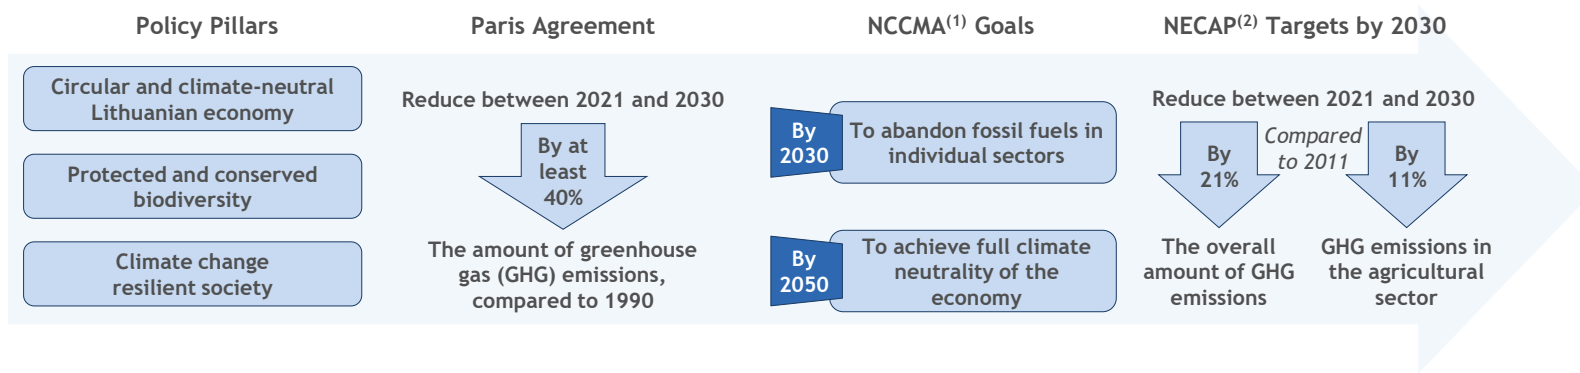 Policy Pillars
Circular and climate-neutral
Lithuanian economy
Protected and conserved
biodiversity
Climate change
resilient society
Paris Agreement
Reduce between 2021 and 2030
By at
least
40%
The amount of greenhouse
gas (GHG) emissions,
compared to 1990
NCCMA(1) Goals
By
2030
To abandon fossil fuels in
individual sectors
By
2050
To achieve full climate
neutrality of the
economy
NECAP(2) Targets by 2030
Reduce between 2021 and 2030
Compared
to 2011
By
21%
The overall
amount of GHG
emissions
By
11%
GHG emissions in
the agricultural
sector